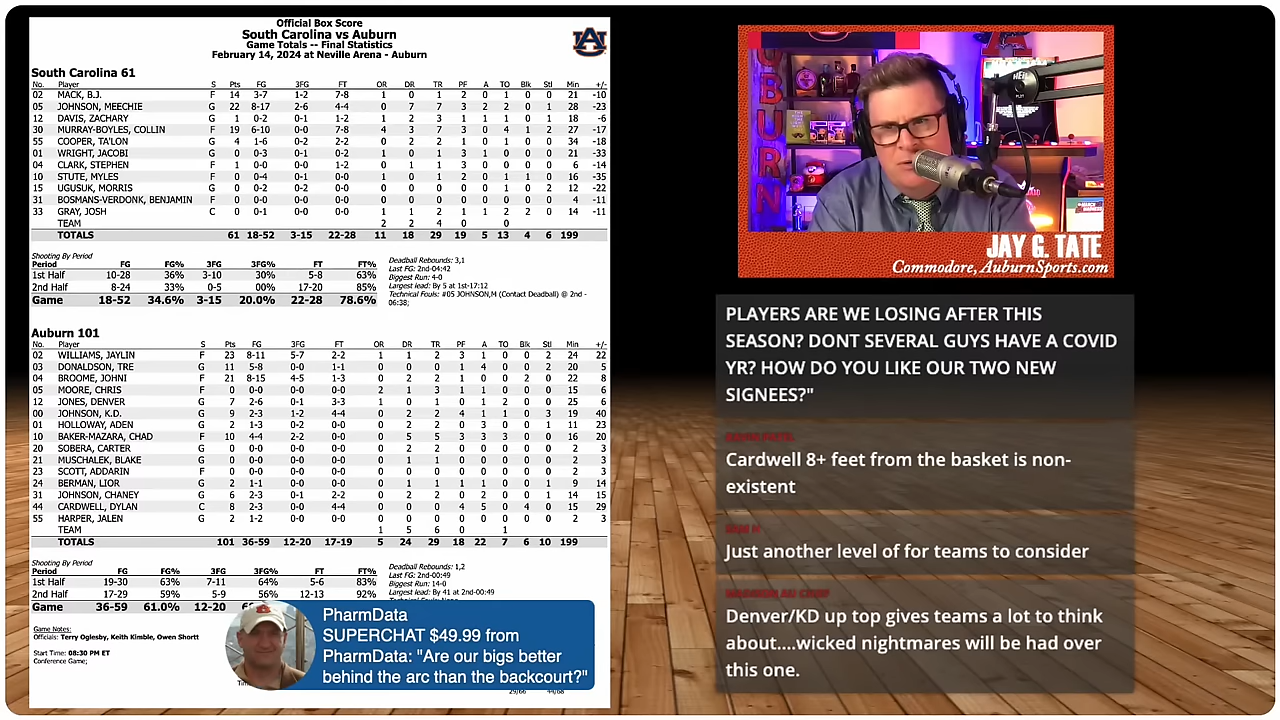 Official Box Score
South Carolina vs Auburn
Game Totals -- Final Statistics
February 14, 2024 at Neville Arena - Auburn
South Carolina 61
No. Player S Pts FG 3FG FT OR DR TR PF A TO Blk Stl Min +/-
02 MACK, B.J. F 14 3-7 1-2 7-8 1 0 1 2 0 1 0 0 21 -10
05 JOHNSON, MEECHIE G 22 8-17 2-6 4-4 0 7 7 3 2 2 0 1 28 -23
12 DAVIS, ZACHARY G 1 0-2 0-1 1-2 1 2 3 1 1 1 0 1 18 -6
30 MURRAY-BOYLES, COLLIN F 19 6-10 0-0 7-8 4 3 7 3 0 4 1 2 27 -17
55 COOPER, TA'LON G 4 1-6 0-2 2-2 0 2 2 1 0 1 0 0 34 -18
01 WRIGHT, JACOBI G 0 0-3 0-1 0-2 1 0 1 3 1 0 0 0 21 -33
04 CLARK, STEPHEN F 1 0-0 0-0 1-2 0 0 1 3 0 0 0 0 6 -14
10 STUTE, MYLES F 0 0-4 0-1 0-0 1 0 1 2 0 1 1 0 16 -35
15 UGUSUK, MORRIS G 0 0-2 0-2 0-0 0 0 0 0 0 1 0 2 12 -22
31 BOSMANS-VERDONK, BENJAMIN F 0 0-0 0-0 0-0 0 1 1 0 0 0 0 0 4 -11
33 GRAY, JOSH C 0 0-1 0-0 0-0 0 1 2 1 1 2 2 0 14 -11
TEAM 2 2 4 0 0
TOTALS 61 18-52 3-15 22-28 11 18 29 19 5 13 4 6 199
Shooting By Period
Period FG FG% 3FG 3FG% FT FT%
1st Half 10-28 36% 3-10 30% 5-8 63%
2nd Half 8-24 33% 0-5 00% 17-20 85%
Game 18-52 34.6% 3-15 20.0% 22-28 78.6%
Deadball Rebounds: 3,1
Last FG: 2nd-04:42
Biggest Run: 4-0
Largest lead: By 5 at 1st-17:12
Technical Fouls: #05 JOHNSON,M (Contact Deadball) @ 2nd -
06:38;
Auburn 101
No. Player S Pts FG 3FG FT OR DR TR PF A TO Blk Stl Min +/-
02 WILLIAMS, JAYLIN F 23 8-11 5-7 2-2 1 1 2 3 1 0 0 2 24 22
03 DONALDSON, TRE G 11 5-8 0-0 1-1 0 0 0 1 4 0 0 2 20 5
04 BROOME, JOHNI F 21 8-15 4-5 1-3 0 2 2 1 0 0 2 0 22 8
05 MOORE, CHRIS F 0 0-0 0-0 0-0 2 1 3 1 1 0 0 0 15 6
12 JONES, DENVER G 7 2-6 0-1 3-3 1 0 1 0 1 2 0 0 25 6
00 JOHNSON, K.D. G 9 2-3 1-2 4-4 0 2 2 4 1 1 0 3 19 40
01 HOLLOWAY, ADEN G 2 1-3 0-2 0-0 0 2 2 0 3 0 0 1 11 23
10 BAKER-MAZARA, CHAD F 10 4-4 2-2 0-0 0 5 5 3 3 3 0 0 16 20
20 SOBERA, CARTER G 0 0-0 0-0 0-0 0 2 2 0 0 0 0 0 2 3
21 MUSCHALEK, BLAKE G 0 0-0 0-0 0-0 0 1 1 0 0 0 0 0 2 3
23 SCOTT, ADDARIN F 0 0-0 0-0 0-0 0 0 0 0 0 0 0 0 2 3
24 BERMAN, LIOR G 2 1-1 0-0 0-0 0 1 1 1 1 0 0 1 9 14
31 JOHNSON, CHANEY G 6 2-3 0-1 2-2 0 2 2 0 2 0 0 1 14 15
44 CARDWELL, DYLAN C 8 2-3 0-0 4-4 0 0 0 4 5 0 4 0 15 29
55 HARPER, JALEN G 2 1-2 0-0 0-0 0 0 0 0 0 0 0 0 2 3
TEAM 1 5 6 0 1 6
TOTALS 101 36-59 12-20 17-19 5 24 29 18 22 7 6 10 199
Shooting By Period
Period FG FG% 3FG 3FG% FT FT%
1st Half 19-30 63% 7-11 64% 5-6 83%
2nd Half 17-29 59% 5-9 56% 12-13 92%
Game 36-59 61.0% 12-20
Deadball Rebounds: 1,2
Last FG: 2nd-00:49
Biggest Run: 14-0
Largest lead: By 41 at 2nd-00:49
Game Notes:
Officials: Terry Oglesby, Keith Kimble, Owen Shortt
Start Time: 08:30 PM ET
Conference Game;
PharmData
SUPERCHAT $49.99 from
PharmData: "Are our bigs better
behind the arc than the backcourt?"
JAY G. TATE
Commodore, AuburnSports.com
PLAYERS ARE WE LOSING AFTER THIS
SEASON? DONT SEVERAL GUYS HAVE A COVID
YR? HOW DO YOU LIKE OUR TWO NEW
SIGNEES?"
Cardwell 8+ feet from the basket is non-
existent
Just another level of for teams to consider
Denver/KD up top gives teams a lot to think
about....wicked nightmares will be had over
this one.